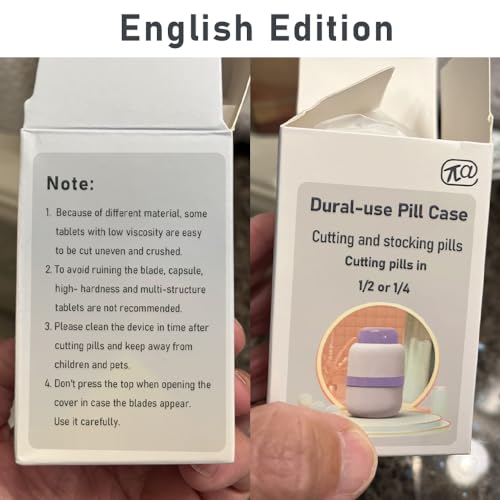 English Edition
Note:
1. Because of different material, some
tablets with low viscosity are easy
to be cut uneven and crushed.
2. To avoid ruining the blade, capsule,
high- hardness and multi-structure
tablets are not recommended.
3. Please clean the device in time after
cutting pills and keep away from
children and pets.
4. Don't press the top when opening the
cover in case the blades appear.
Use it carefully.
π@
Dural-use Pill Case
Cutting and stocking pills
Cutting pills in
1/2 or 1/4